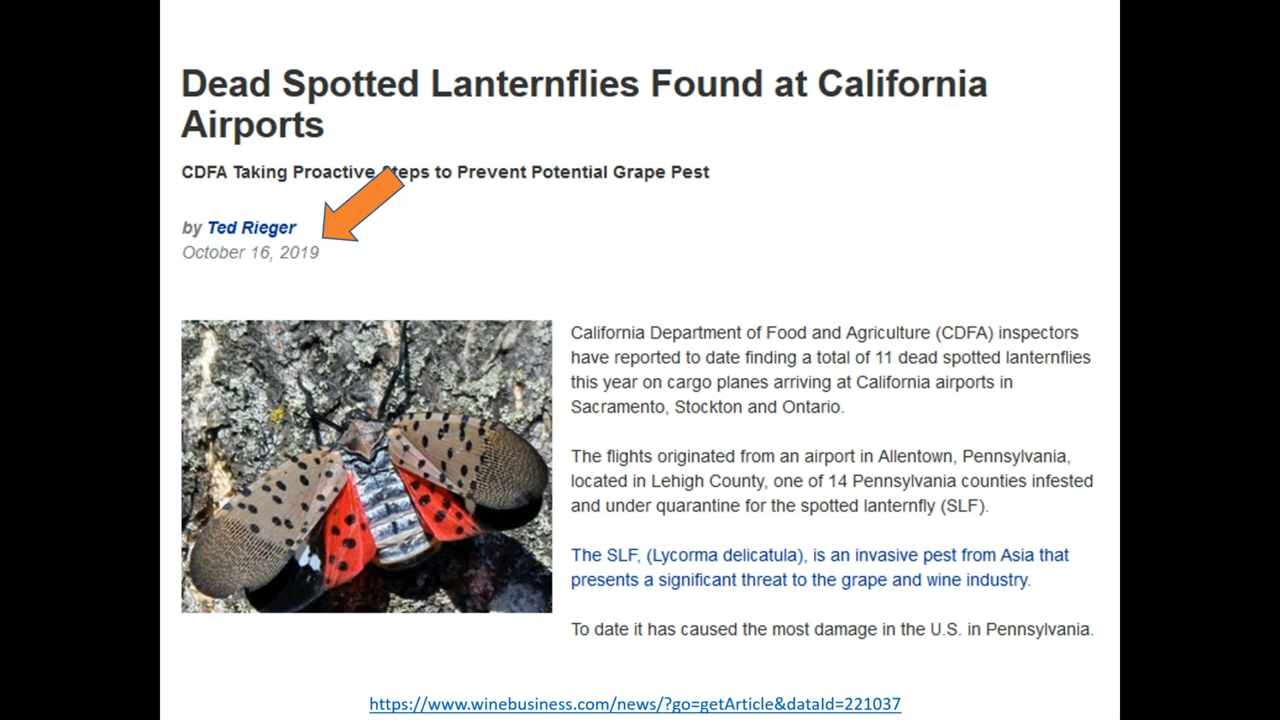 Dead Spotted Lanternflies Found at California
Airports
CDFA Taking Proactive Steps to Prevent Potential Grape Pest
by Ted Rieger
October 16, 2019
California Department of Food and Agriculture (CDFA) inspectors
have reported to date finding a total of 11 dead spotted lanternflies
this year on cargo planes arriving at California airports in
Sacramento, Stockton and Ontario.
The flights originated from an airport in Allentown, Pennsylvania,
located in Lehigh County, one of 14 Pennsylvania counties infested
and under quarantine for the spotted lanternfly (SLF).
The SLF, (Lycorma delicatula), is an invasive pest from Asia that
presents a significant threat to the grape and wine industry.
To date it has caused the most damage in the U.S. in Pennsylvania.
https://www.winebusiness.com/news/?go=getArticle&dataId=221037